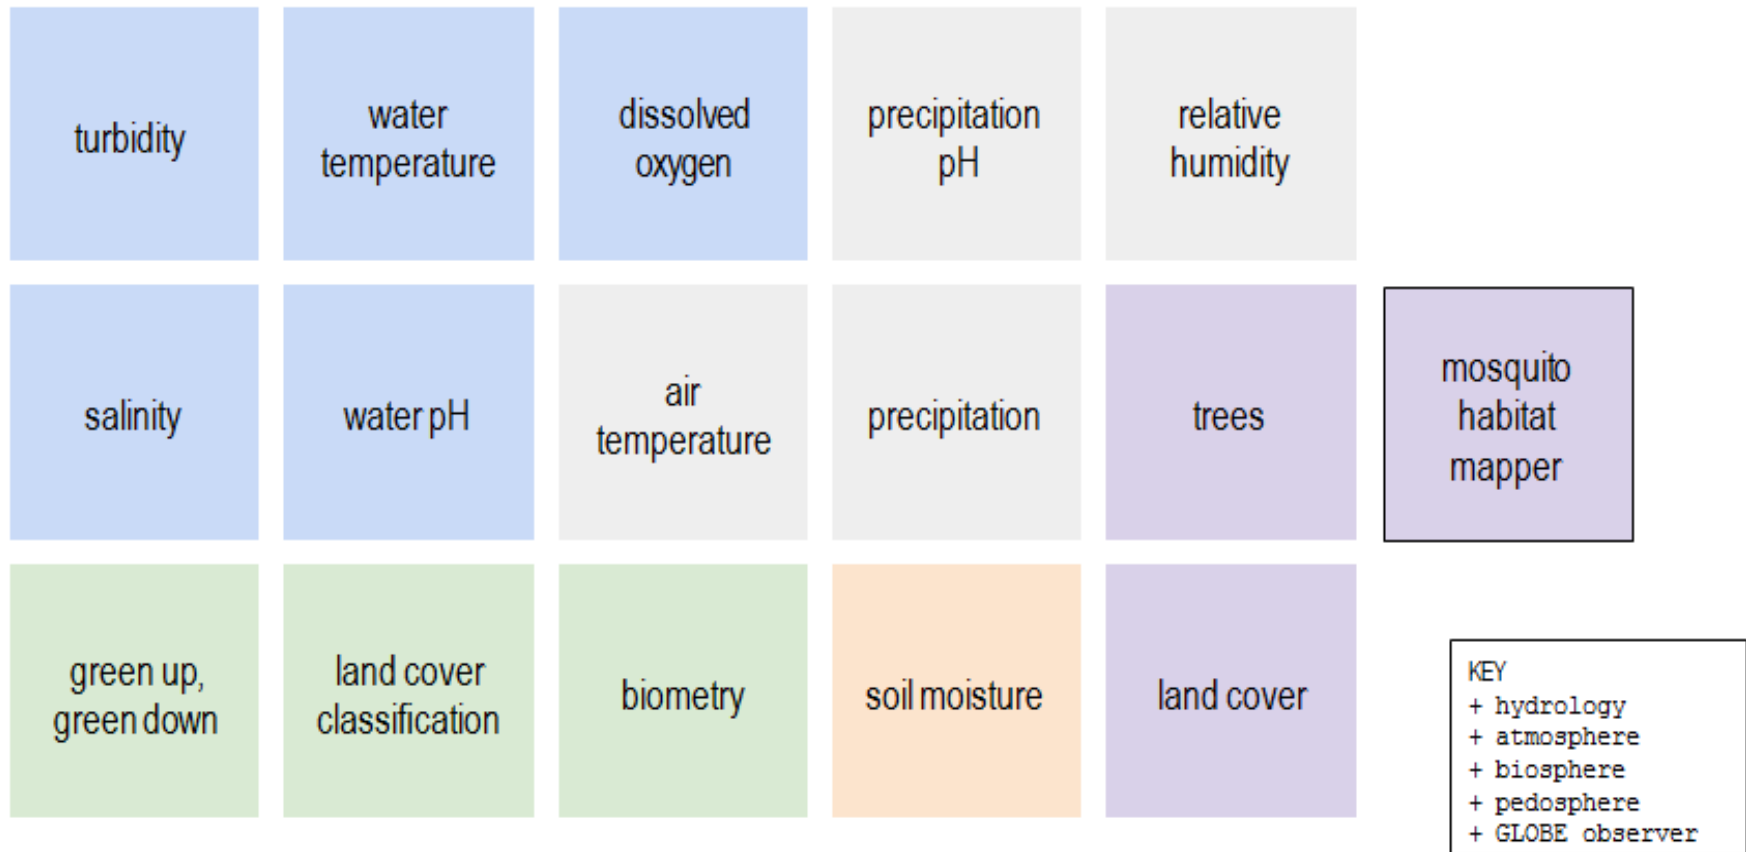 turbidity
water
temperature
dissolved
oxygen
precipitation
pH
relative
humidity
salinity
water pH
air
temperature
precipitation
trees
mosquito
habitat
mapper
green up,
green down
land cover
classification
biometry
soil moisture
land cover
KEY
+ hydrology
+ atmosphere
+ biosphere
+ pedosphere
+ GLOBE observer